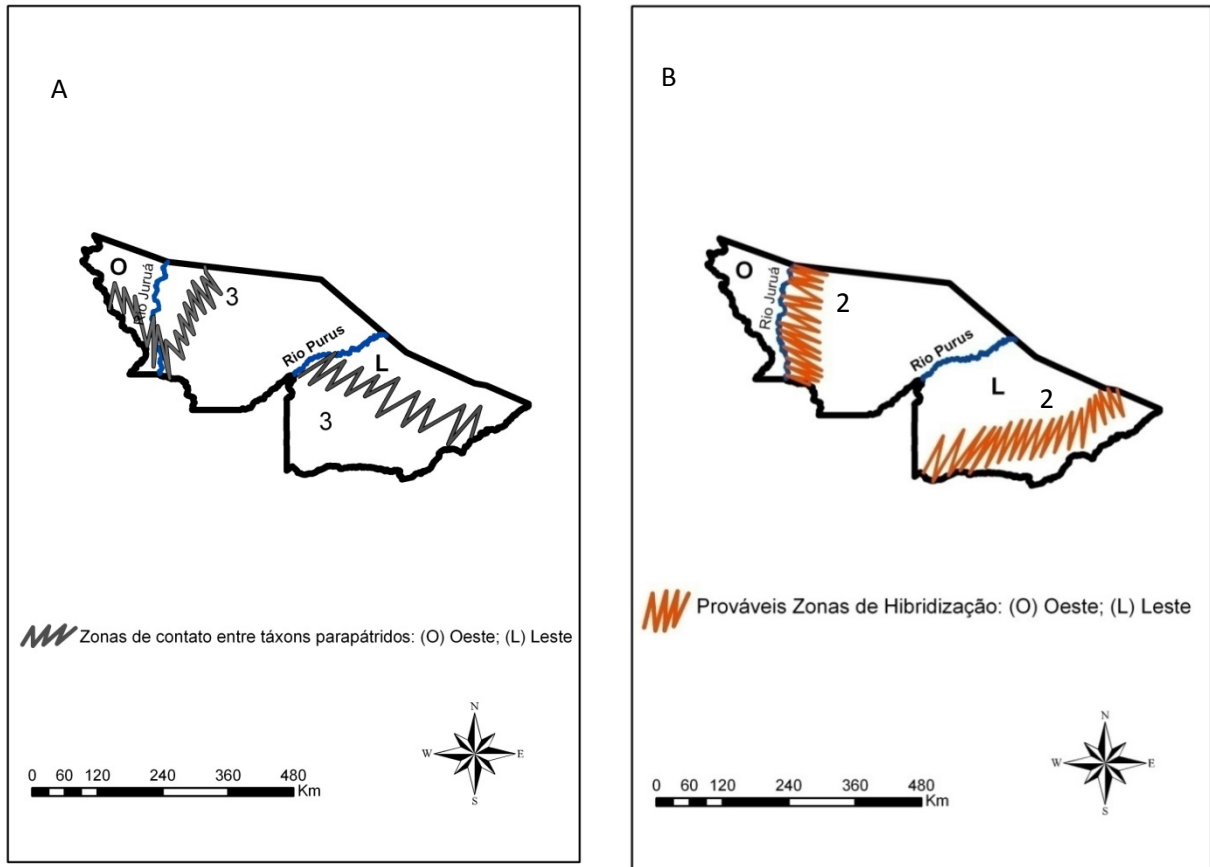 A
O
Rio Juruá
3
Rio Purus
L
3
Zonas de contato entre táxons parapátridos: (O) Oeste; (L) Leste
N
W E
S
0 60 120 240 360 480
Km
B
O
Rio Juruá
2
Rio Purus
L
2
Prováveis Zonas de Hibridização: (O) Oeste; (L) Leste
N
W E
S
0 60 120 240 360 480
Km